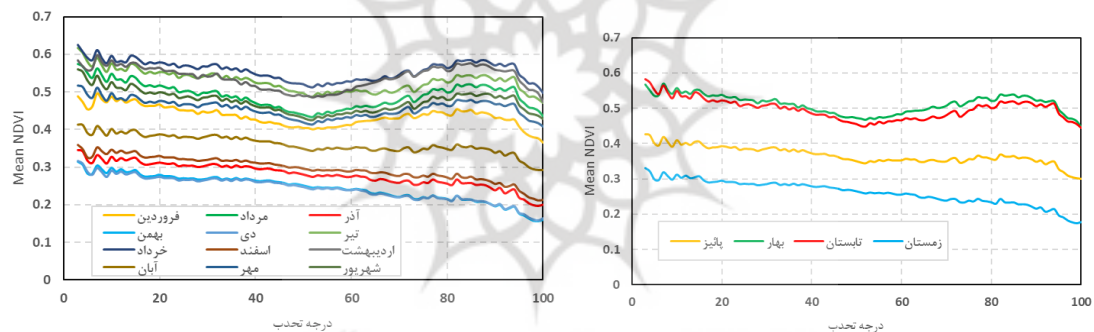 0.7
0.6
0.5
0.4
0.3
0.2
0.1
0
Mean NDVI
0 20 40 60 80 100
درجه تحدب
فروردین مرداد آذر
بهمن دی تیر
خرداد اسفند اردیبهشت
آبان مهر شهریور
0.7
0.6
0.5
0.4
0.3
0.2
0.1
0
Mean NDVI
0 20 40 60 80 100
درجه تحدب
پائیز بهار تابستان زمستان